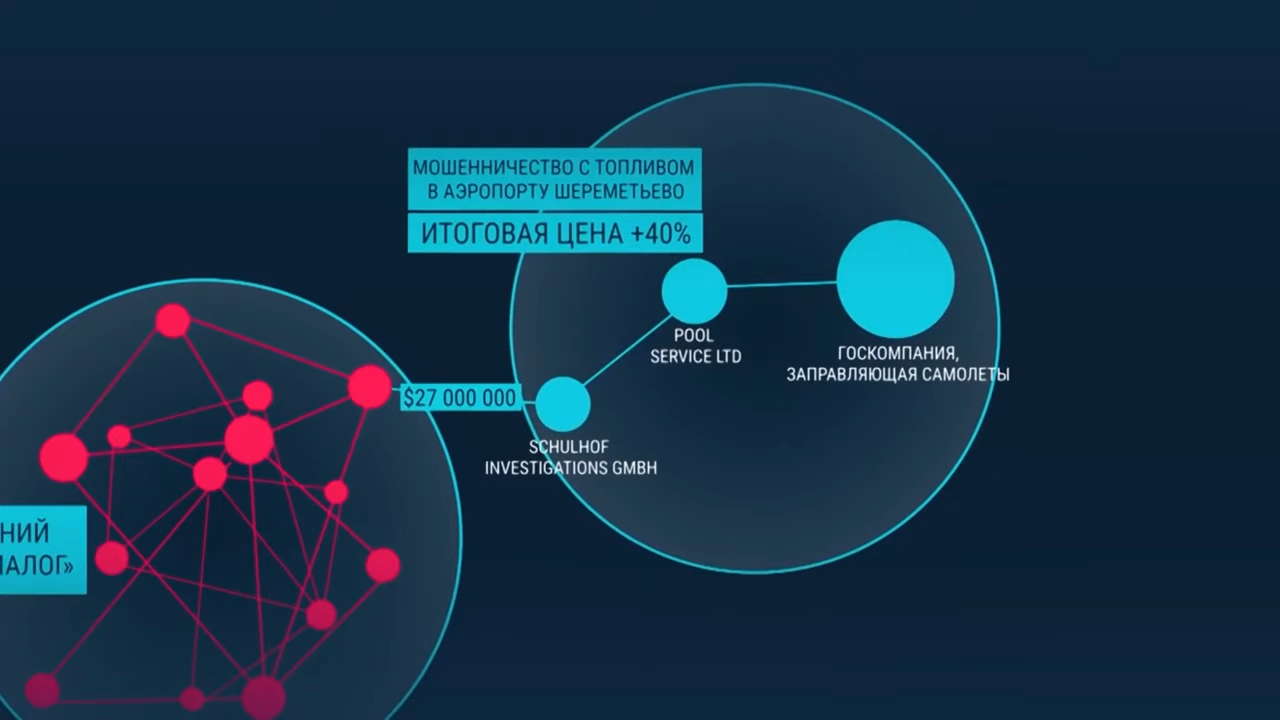 МОШЕННИЧЕСТВО С ТОПЛИВОМ
В АЭРОПОРТУ ШЕРЕМЕТЬЕВО
ИТОГОВАЯ ЦЕНА +40%
POOL
SERVICE LTD
ГОСКОМПАНИЯ,
ЗАПРАВЛЯЮЩАЯ САМОЛЕТЫ
$27 000 000
SCHULHOF
INVESTIGATIONS GMBH
НИЙ
АЛОГ»